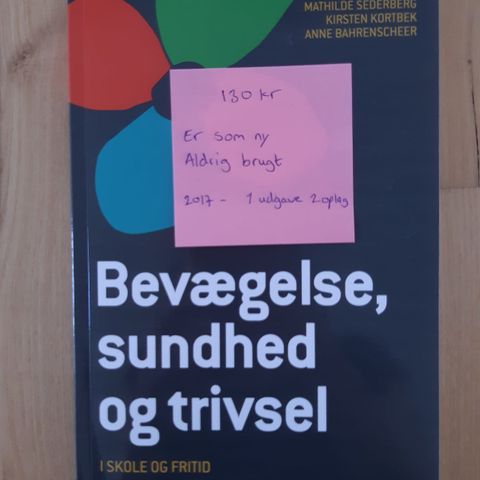 MATHILDE SEDERBERG
KIRSTEN KORTBEK
ANNE BAHRENSCHEER
130 kr
Er som ny
Aldrig brugt
2017 - 1 udgave 2 oplag
Bevægelse,
sundhed
og trivsel
I SKOLE OG FRITID